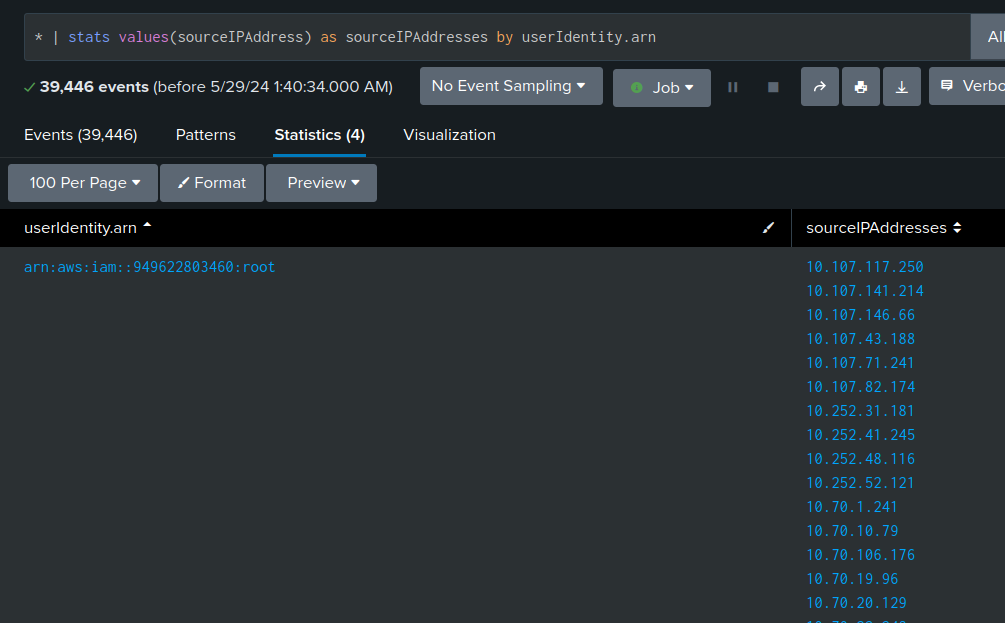 * | stats values(sourceIPAddress) as sourceIPAddresses by userIdentity.arn
39,446 events (before 5/29/24 1:40:34.000 AM)
No Event Sampling
Job
Events (39,446)
Patterns
Statistics (4)
Visualization
100 Per Page
Format
Preview
userIdentity.arn
sourceIPAddresses
arn:aws:iam::949622803460:root
10.107.117.250
10.107.141.214
10.107.146.66
10.107.43.188
10.107.71.241
10.107.82.174
10.252.31.181
10.252.41.245
10.252.48.116
10.252.52.121
10.70.1.241
10.70.10.79
10.70.106.176
10.70.19.96
10.70.20.129